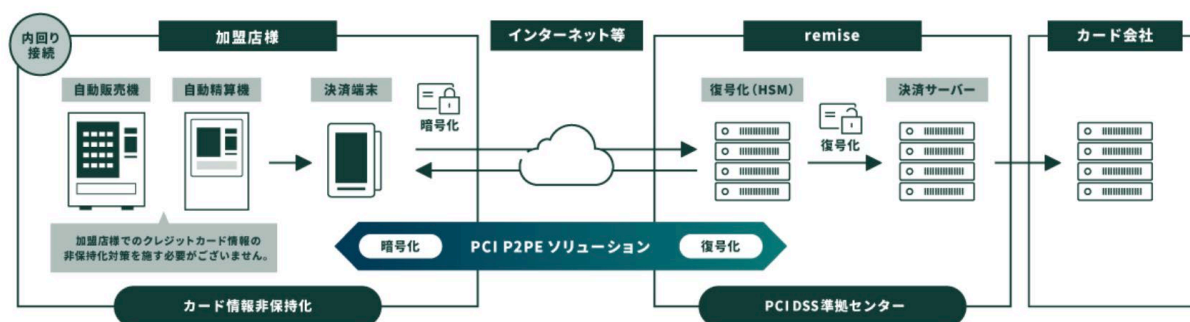 内回り
接続
加盟店様
インターネット等
remise
カード会社
自動販売機
自動精算機
決済端末
暗号化
復号化(HSM)
復号化
決済サーバー
加盟店様でのクレジットカード情報の
非保持化対策を施す必要がございません。
暗号化
PCI P2PE ソリューション
復号化
カード情報非保持化
PCI DSS準拠センター